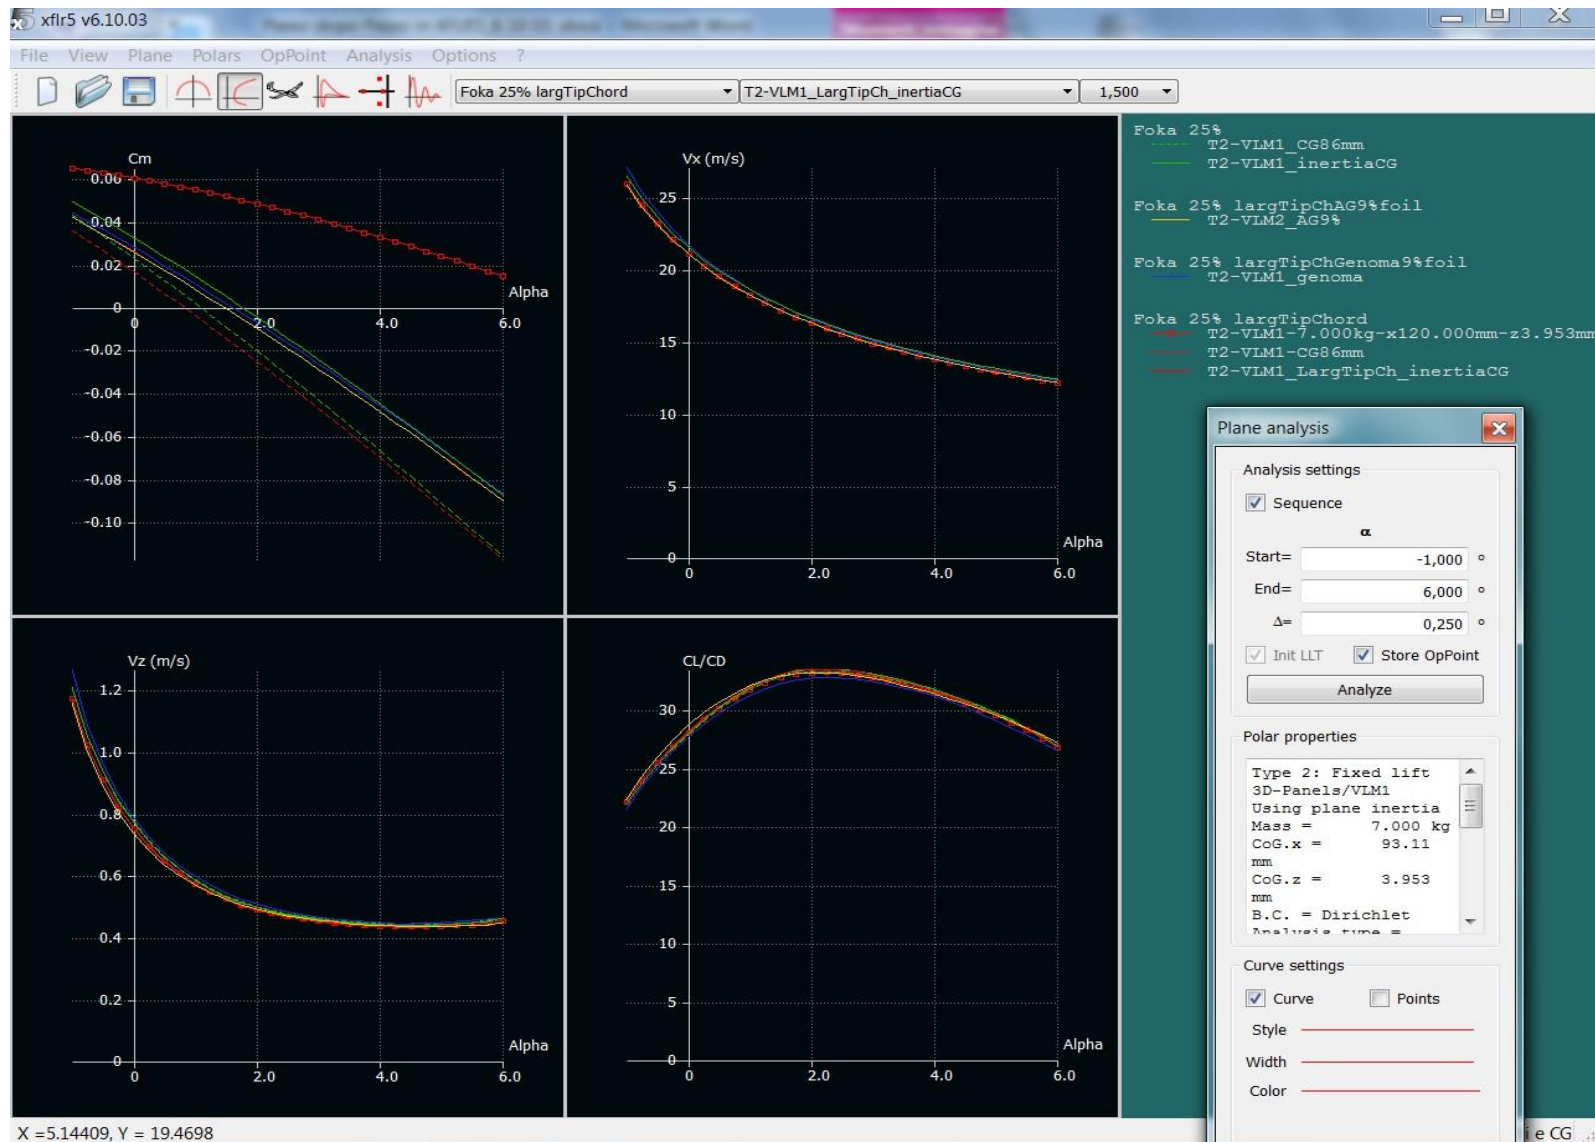 xflr5 v6.10.03
File View Plane Polars OpPoint Analysis Options ?
Foka 25% largTipChord
T2-VLM1_LargTipCh_inertiaCG
1,500
Cm
0.06
0.04
0.02
0
-0.02
-0.04
-0.06
-0.08
-0.10
0 2.0 4.0 6.0
Alpha
Vx (m/s)
25
20
15
10
5
0
0 2.0 4.0 6.0
Alpha
Vz (m/s)
1.2
1.0
0.8
0.6
0.4
0.2
0
0 2.0 4.0 6.0
Alpha
CL/CD
30
25
20
15
10
5
0
0 2.0 4.0 6.0
Alpha
Foka 25%
T2-VLM1_CG86mm
T2-VLM1_inertiaCG
Foka 25% largTipChAG9%foil
T2-VLM2_AG9%
Foka 25% largTipChGenoma9%foil
T2-VLM1_genoma
Foka 25% largTipChord
T2-VLM1-7.000kg-x120.000mm-z3.953mm
T2-VLM1-CG86mm
T2-VLM1_LargTipCh_inertiaCG
Plane analysis
Analysis settings
Sequence
α
Start= -1,000 °
End= 6,000 °
Δ= 0,250 °
Init LLT Store OpPoint
Analyze
Polar properties
Type 2: Fixed lift
3D-Panels/VLM1
Using plane inertia
Mass = 7.000 kg
CoG.x = 93.11
mm
CoG.z = 3.953
mm
B.C. = Dirichlet
Analysis type =
Curve settings
Curve Points
Style
Width
Color
X =5.14409, Y = 19.4698
e CG